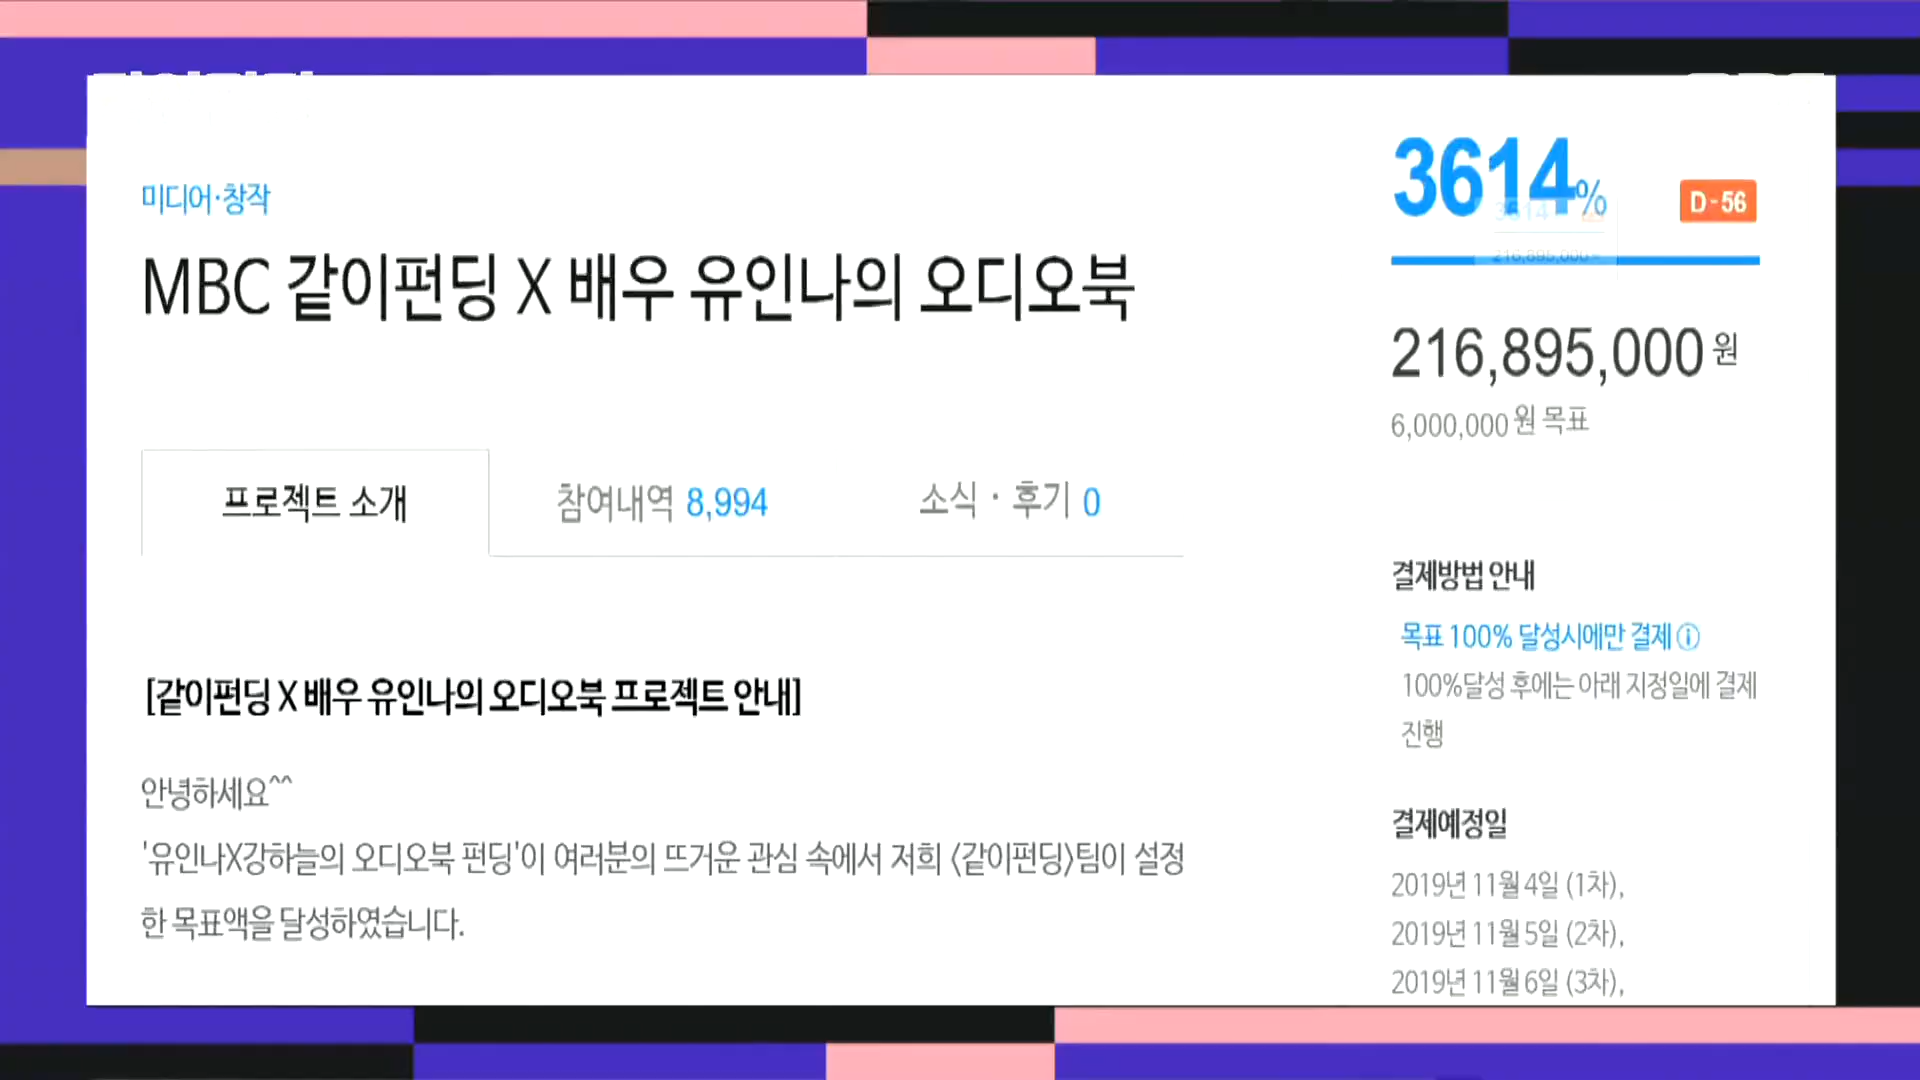 미디어·창작
MBC 같이펀딩 X 배우 유인나의 오디오북
3614%
D-56
216,895,000원
6,000,000원 목표
프로젝트 소개
참여내역 8,994
소식·후기 0
결제방법 안내
목표 100% 달성시에만 결제 ⓘ
100%달성 후에는 아래 지정일에 결제
진행
결제예정일
2019년 11월 4일 (1차),
2019년 11월 5일 (2차),
2019년 11월 6일 (3차),
[같이펀딩 X 배우 유인나의 오디오북 프로젝트 안내]
안녕하세요^^
'유인나X강하늘의 오디오북 펀딩'이 여러분의 뜨거운 관심 속에서 저희 <같이펀딩>팀이 설정
한 목표액을 달성하였습니다.